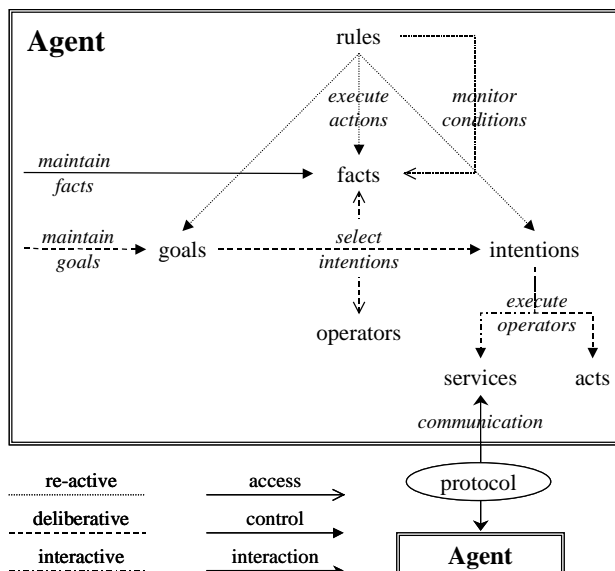 Agent
rules
execute
actions
monitor
conditions
maintain
facts
facts
maintain
goals
goals
select
intentions
intentions
operators
execute
operators
services
acts
communication
protocol
Agent
re-active
access
deliberative
control
interactive
interaction